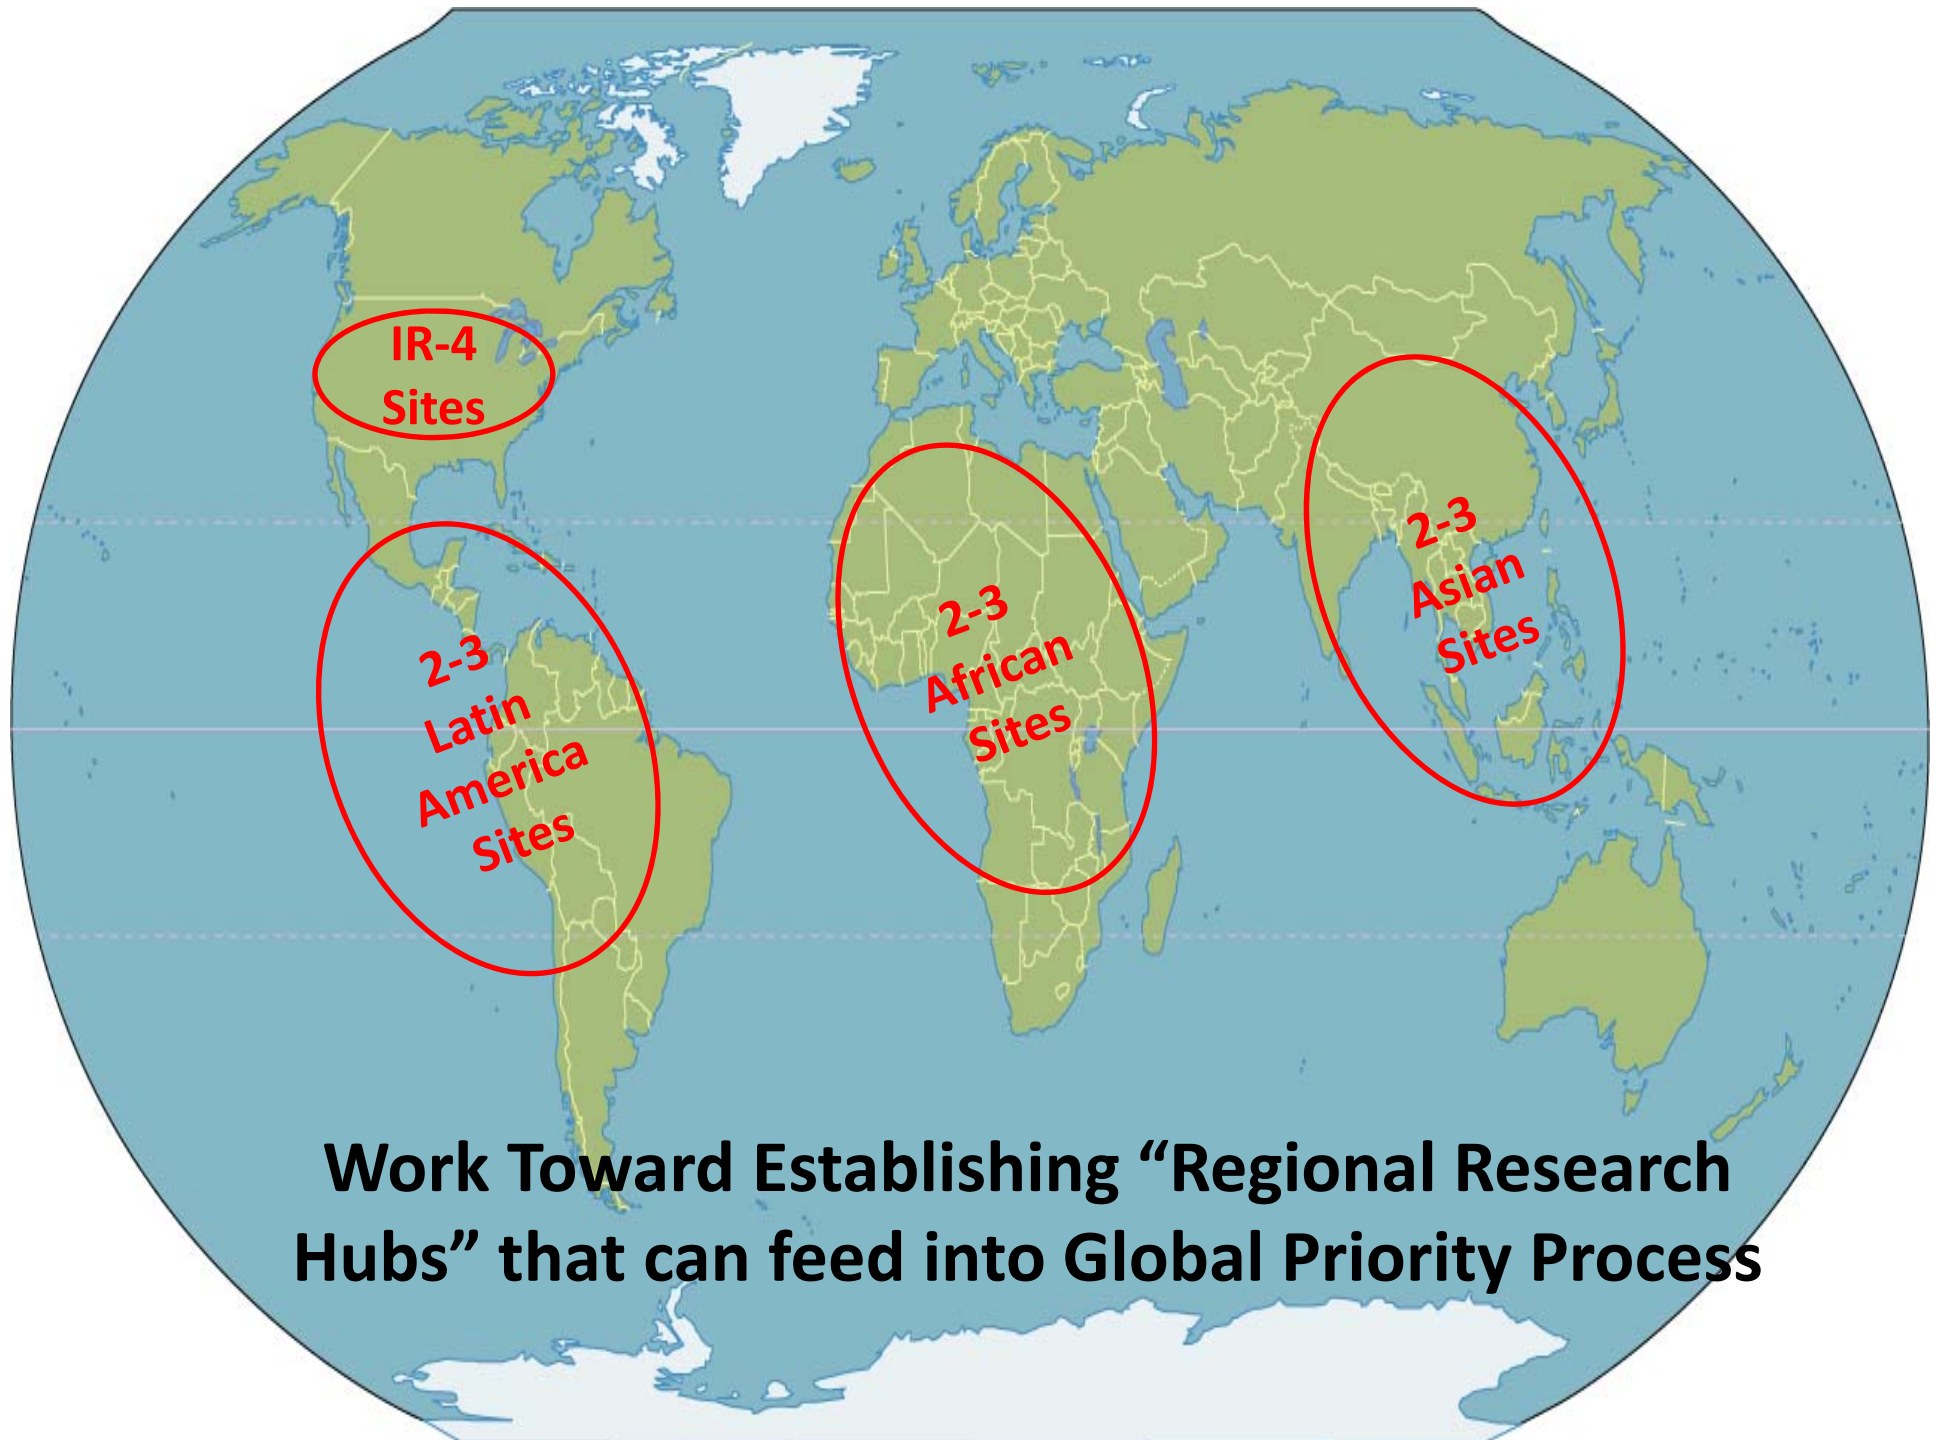 IR-4
Sites
2-3
Latin
America
Sites
2-3
African
Sites
2-3
Asian
Sites
Work Toward Establishing “Regional Research
Hubs” that can feed into Global Priority Process